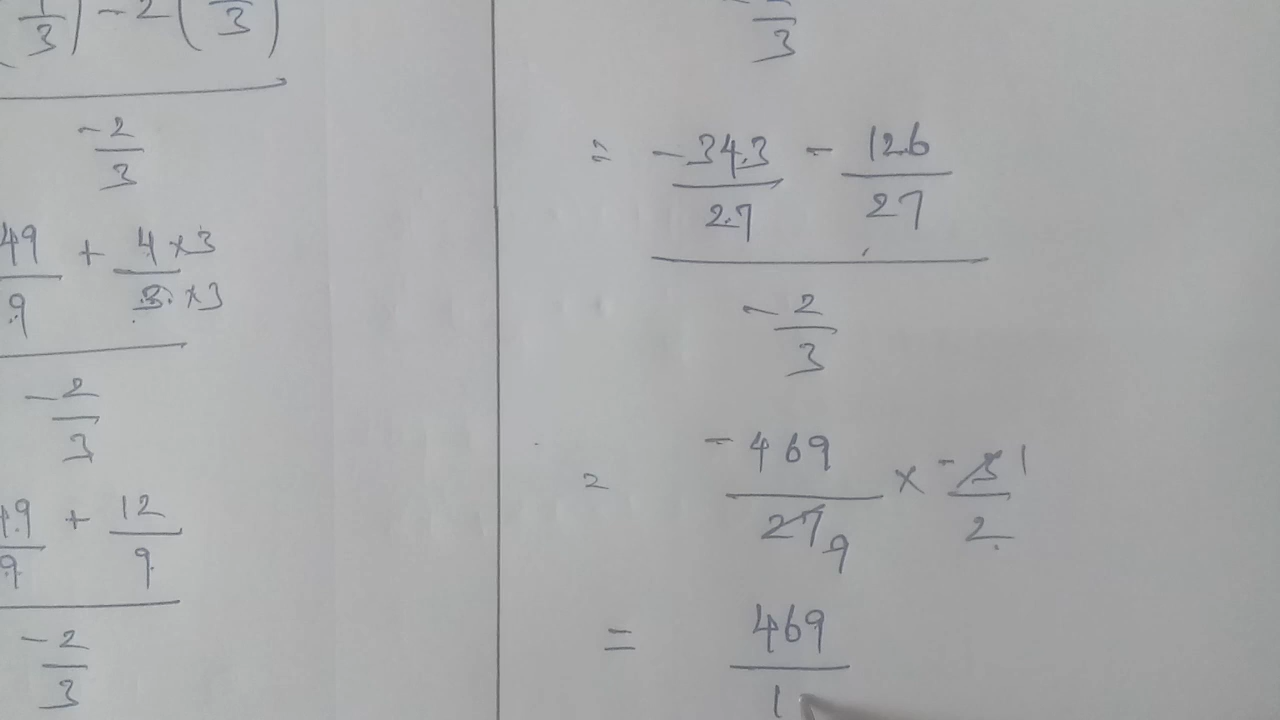 1/3) - 2( /3)
-2/3
49/9 + 4×3/3×3
-2/3
49/9 + 12/9
-2/3
3
= -343/27 - 126/27
-2/3
= -469/27 9 × -3 1/2
= 469/1